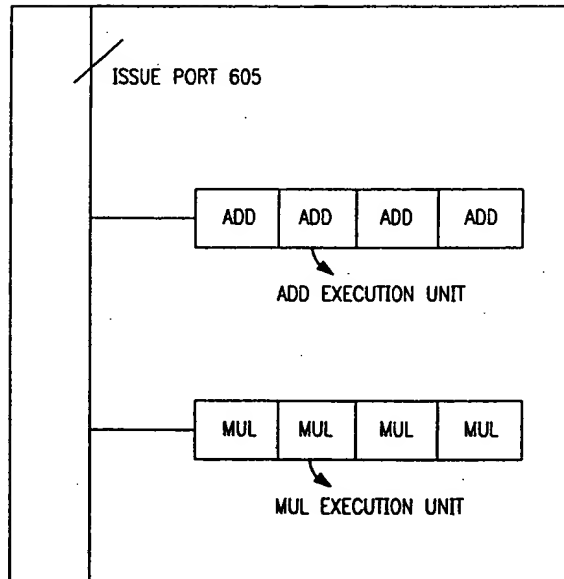 ISSUE PORT 605
ADD ADD ADD ADD
ADD EXECUTION UNIT
MUL MUL MUL MUL
MUL EXECUTION UNIT